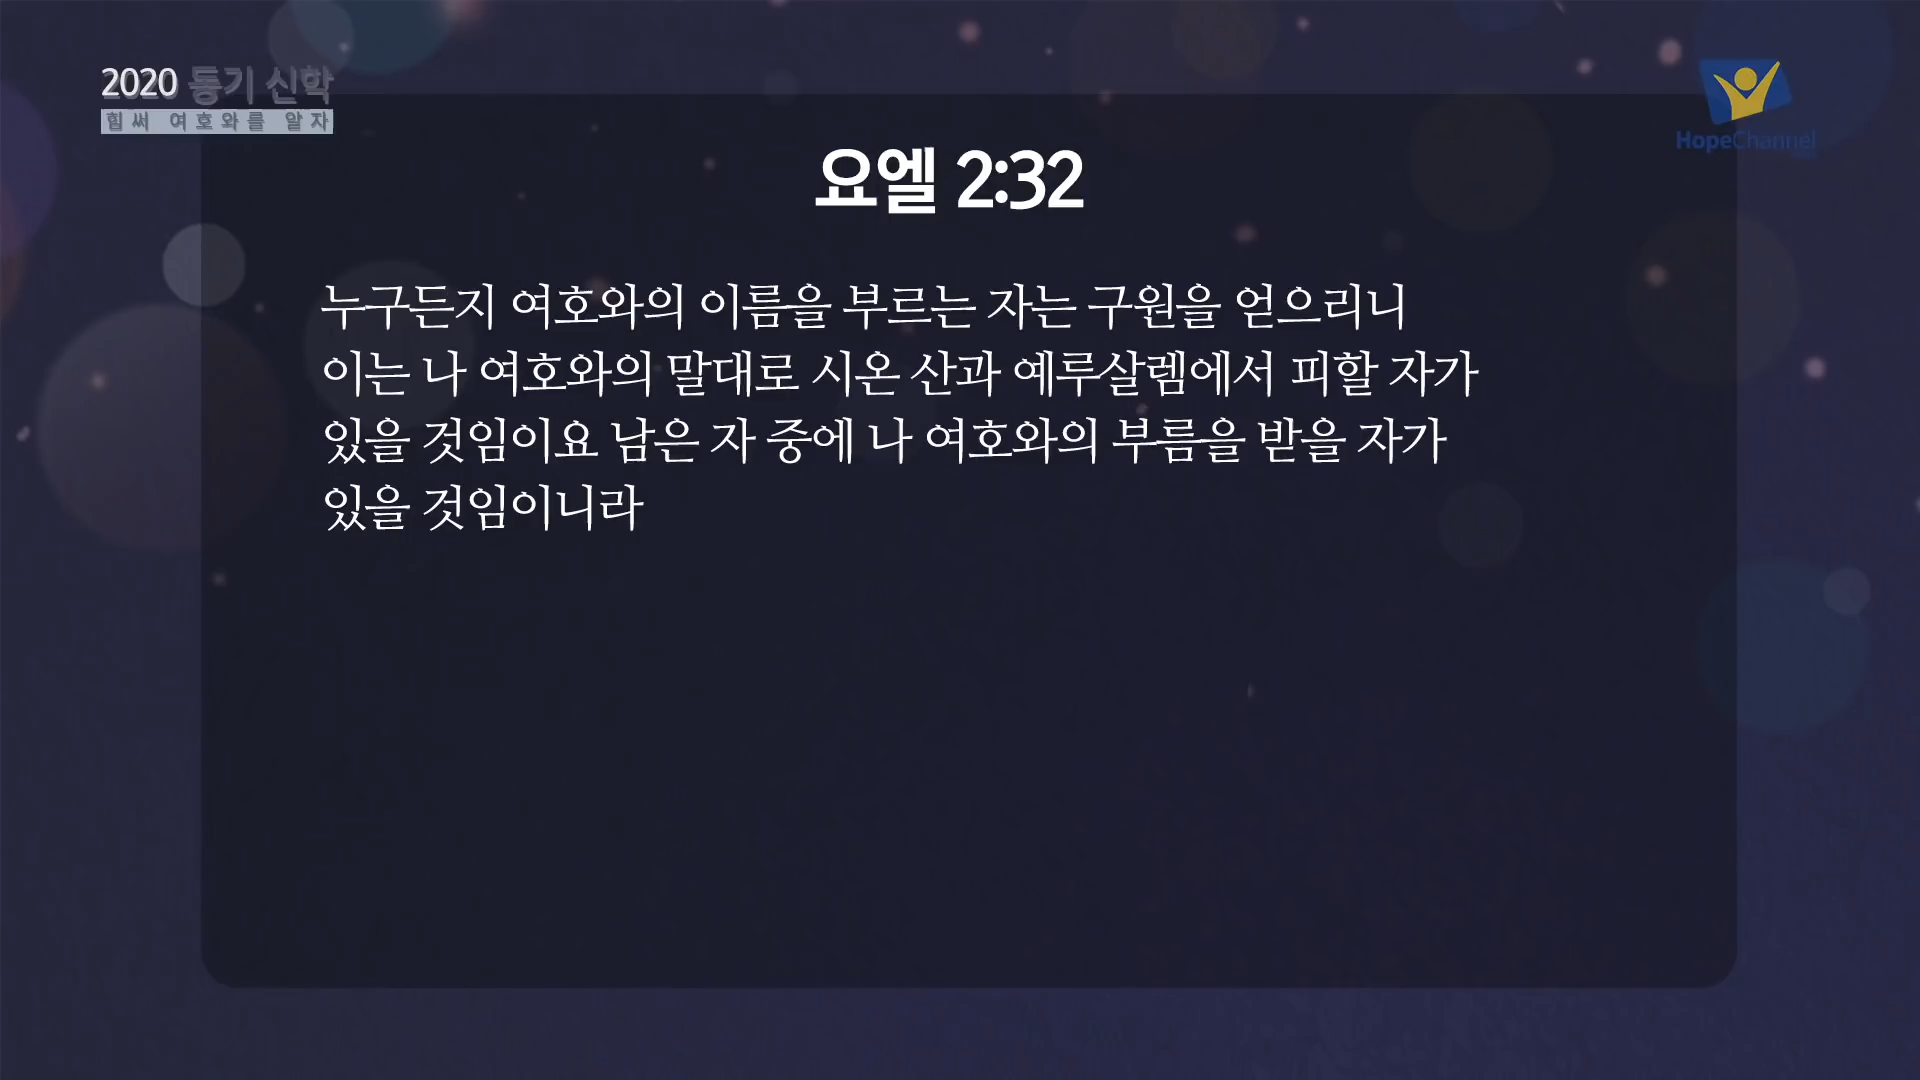 2020 동기 신학
힘써 여호와를 알자
HopeChannel
요엘 2:32
누구든지 여호와의 이름을 부르는 자는 구원을 얻으리니
이는 나 여호와의 말대로 시온 산과 예루살렘에서 피할 자가
있을 것임이요 남은 자 중에 나 여호와의 부름을 받을 자가
있을 것임이니라